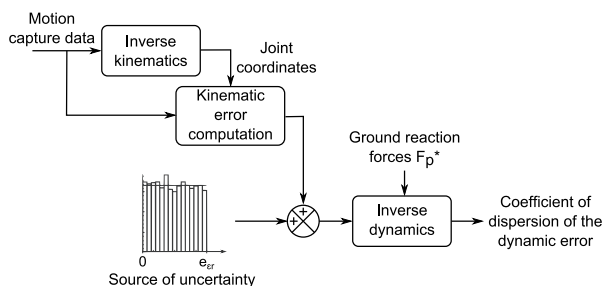 Motion
capture data
Inverse
kinematics
Joint
coordinates
Kinematic
error
computation
Ground reaction
forces Fp*
+
+
Inverse
dynamics
Coefficient of
dispersion of the
dynamic error
0
eεr
Source of uncertainty